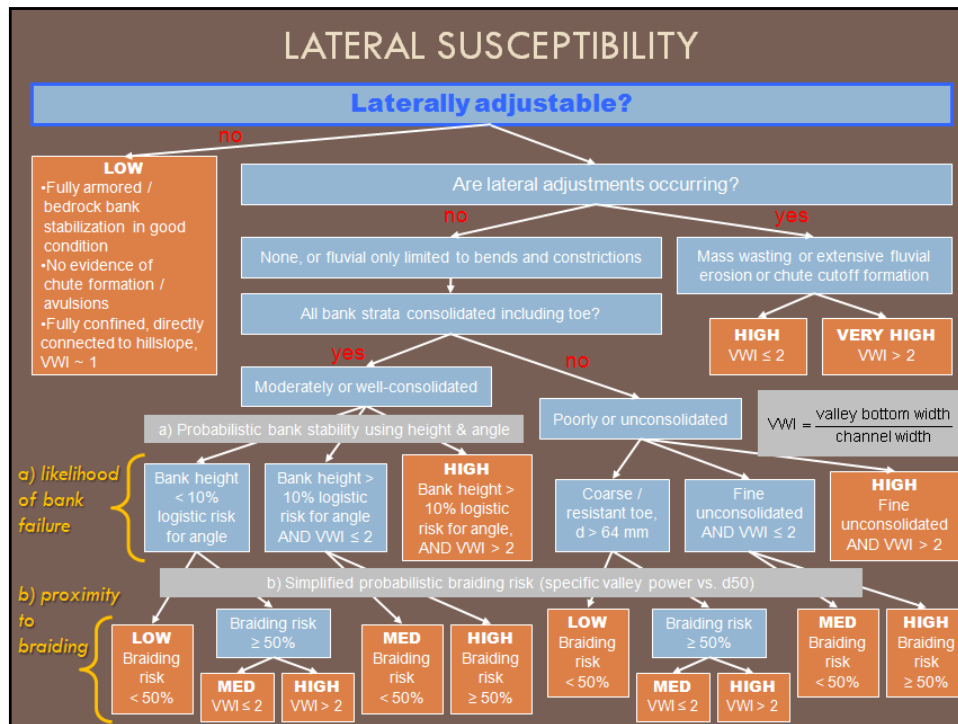 LATERAL SUSCEPTIBILITY
Laterally adjustable?
no
LOW
•Fully armored /
bedrock bank
stabilization in good
condition
•No evidence of
chute formation /
avulsions
•Fully confined, directly
connected to hillslope,
VWI ~ 1
Are lateral adjustments occurring?
no
yes
None, or fluvial only limited to bends and constrictions
Mass wasting or extensive fluvial
erosion or chute cutoff formation
All bank strata consolidated including toe?
HIGH
VWI ≤ 2
VERY HIGH
VWI > 2
yes
no
Moderately or well-consolidated
Poorly or unconsolidated
VWI = valley bottom width
channel width
a) Probabilistic bank stability using height & angle
a) likelihood
of bank
failure
Bank height
< 10%
logistic risk
for angle
Bank height >
10% logistic
risk for angle
AND VWI ≤ 2
HIGH
Bank height >
10% logistic
risk for angle,
AND VWI > 2
Coarse /
resistant toe,
d > 64 mm
Fine
unconsolidated
AND VWI ≤ 2
HIGH
Fine
unconsolidated
AND VWI > 2
b) Simplified probabilistic braiding risk (specific valley power vs. d50)
b) proximity
to
braiding
LOW
Braiding
risk
< 50%
Braiding risk
≥ 50%
MED
VWI ≤ 2
HIGH
VWI > 2
MED
Braiding
risk
< 50%
HIGH
Braiding
risk
≥ 50%
LOW
Braiding
risk
< 50%
Braiding risk
≥ 50%
MED
VWI ≤ 2
HIGH
VWI > 2
MED
Braiding
risk
< 50%
HIGH
Braiding
risk
≥ 50%